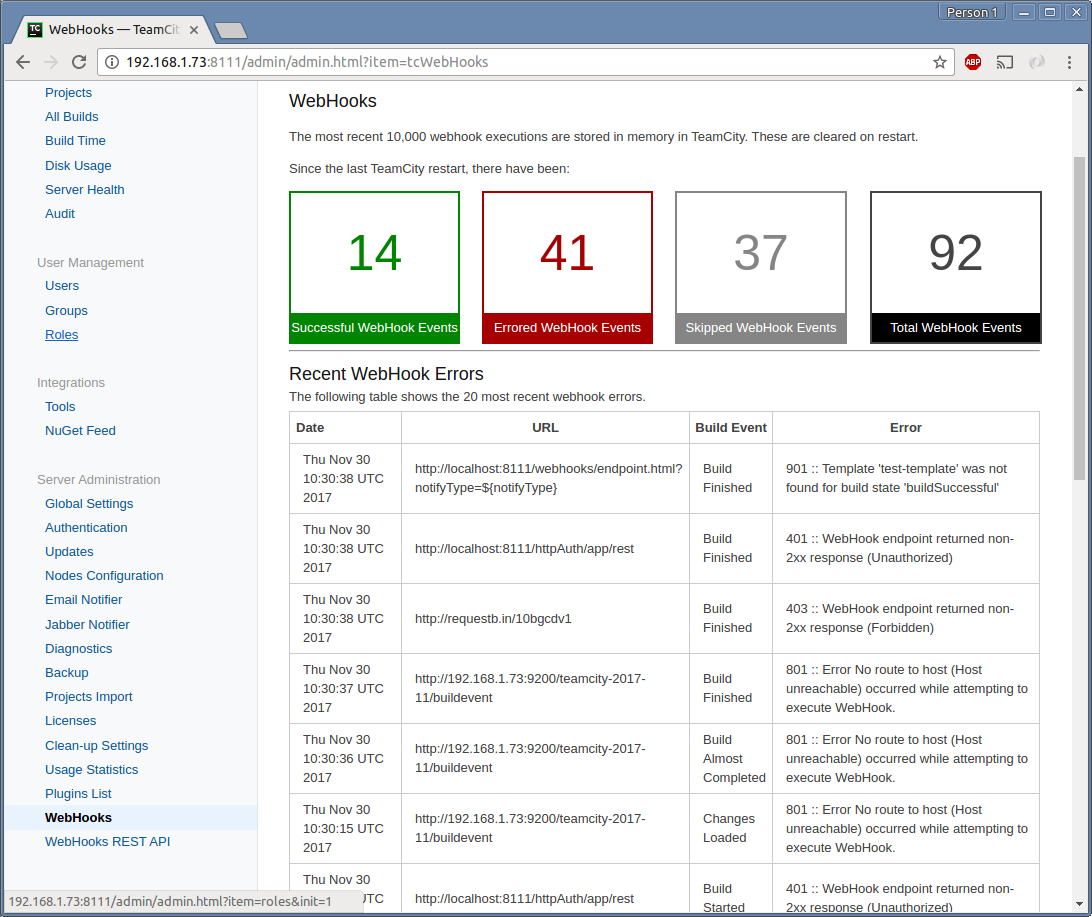 Person 1
TC WebHooks — TeamCit
192.168.1.73:8111/admin/admin.html?item=tcWebHooks
ABP
Projects
All Builds
Build Time
Disk Usage
Server Health
Audit
User Management
Users
Groups
Roles
Integrations
Tools
NuGet Feed
Server Administration
Global Settings
Authentication
Updates
Nodes Configuration
Email Notifier
Jabber Notifier
Diagnostics
Backup
Projects Import
Licenses
Clean-up Settings
Usage Statistics
Plugins List
WebHooks
WebHooks REST API
WebHooks
The most recent 10,000 webhook executions are stored in memory in TeamCity. These are cleared on restart.
Since the last TeamCity restart, there have been:
14
Successful WebHook Events
41
Errored WebHook Events
37
Skipped WebHook Events
92
Total WebHook Events
Recent WebHook Errors
The following table shows the 20 most recent webhook errors.
Date URL Build Event Error
Thu Nov 30
10:30:38 UTC
2017
http://localhost:8111/webhooks/endpoint.html?
notifyType=${notifyType}
Build
Finished
901 :: Template 'test-template' was not
found for build state 'buildSuccessful'
Thu Nov 30
10:30:38 UTC
2017
http://localhost:8111/httpAuth/app/rest
Build
Finished
401 :: WebHook endpoint returned non-
2xx response (Unauthorized)
Thu Nov 30
10:30:38 UTC
2017
http://requestb.in/10bgcdv1
Build
Finished
403 :: WebHook endpoint returned non-
2xx response (Forbidden)
Thu Nov 30
10:30:37 UTC
2017
http://192.168.1.73:9200/teamcity-2017-
11/buildevent
Build
Finished
801 :: Error No route to host (Host
unreachable) occurred while attempting to
execute WebHook.
Thu Nov 30
10:30:36 UTC
2017
http://192.168.1.73:9200/teamcity-2017-
11/buildevent
Build
Almost
Completed
801 :: Error No route to host (Host
unreachable) occurred while attempting to
execute WebHook.
Thu Nov 30
10:30:15 UTC
2017
http://192.168.1.73:9200/teamcity-2017-
11/buildevent
Changes
Loaded
801 :: Error No route to host (Host
unreachable) occurred while attempting to
execute WebHook.
Thu Nov 30
http://localhost:8111/httpAuth/app/rest
Build
Started
401 :: WebHook endpoint returned non-
2xx response (Unauthorized)
192.168.1.73:8111/admin/admin.html?item=roles&init=1